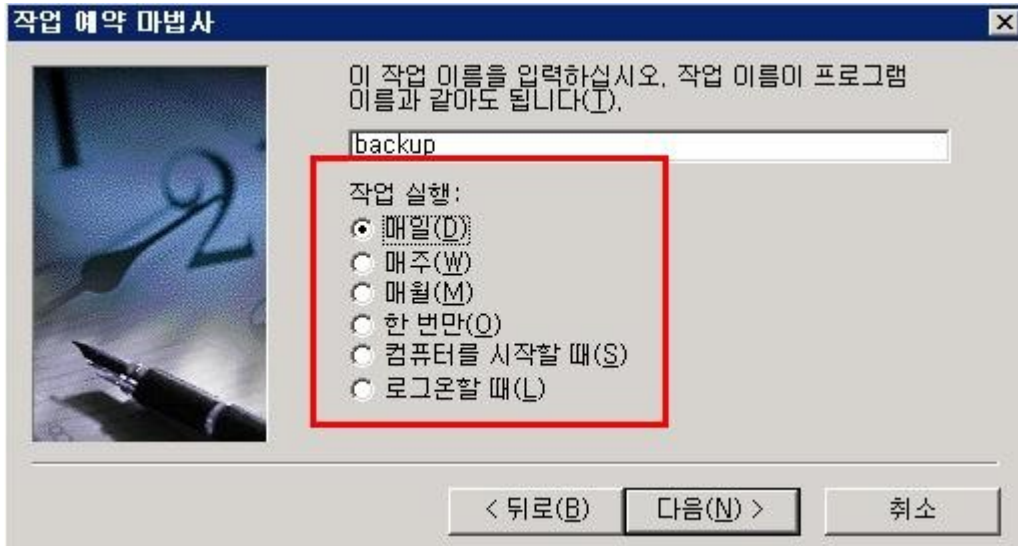 작업 예약 마법사
이 작업 이름을 입력하십시오. 작업 이름이 프로그램
이름과 같아도 됩니다(T).
backup
작업 실행:
매일(D)
매주(W)
매월(M)
한 번만(O)
컴퓨터를 시작할 때(S)
로그온할 때(L)
< 뒤로(B) 다음(N) > 취소